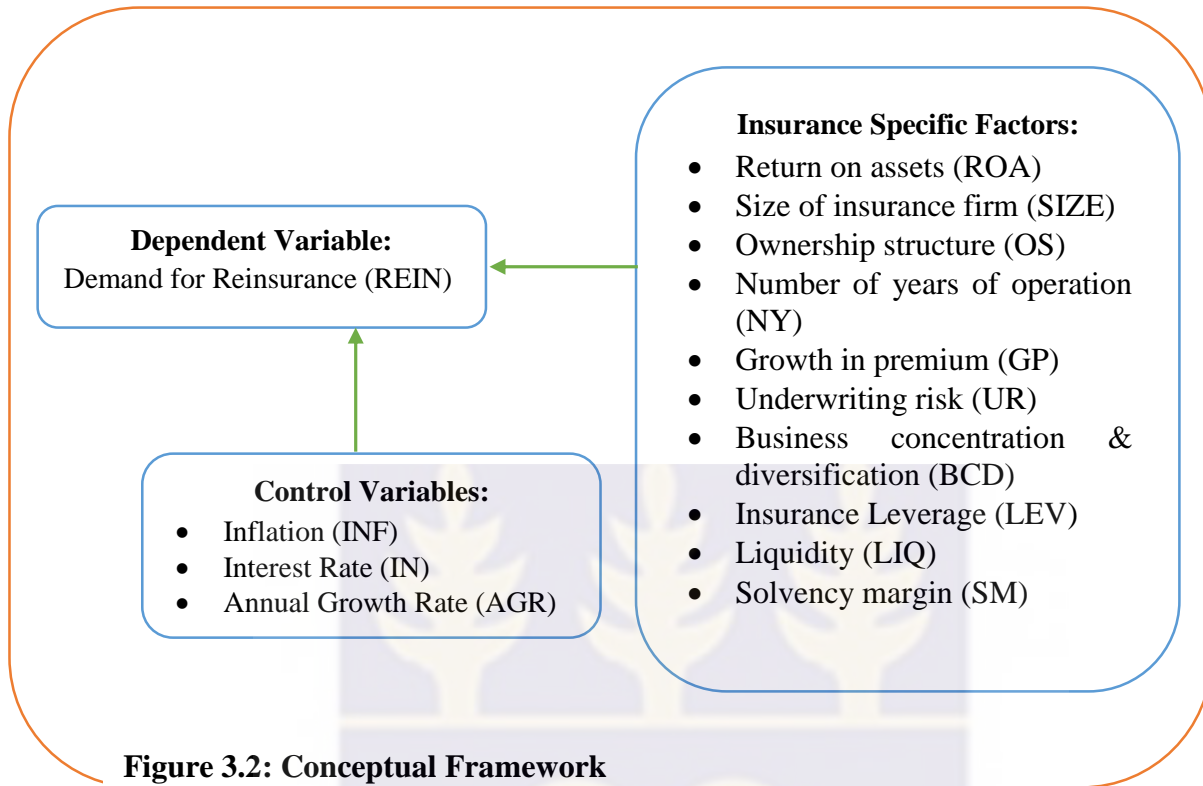 Insurance Specific Factors:
• Return on assets (ROA)
• Size of insurance firm (SIZE)
• Ownership structure (OS)
• Number of years of operation
(NY)
• Growth in premium (GP)
• Underwriting risk (UR)
• Business concentration &
diversification (BCD)
• Insurance Leverage (LEV)
• Liquidity (LIQ)
• Solvency margin (SM)
Dependent Variable:
Demand for Reinsurance (REIN)
Control Variables:
• Inflation (INF)
• Interest Rate (IN)
• Annual Growth Rate (AGR)
Figure 3.2: Conceptual Framework